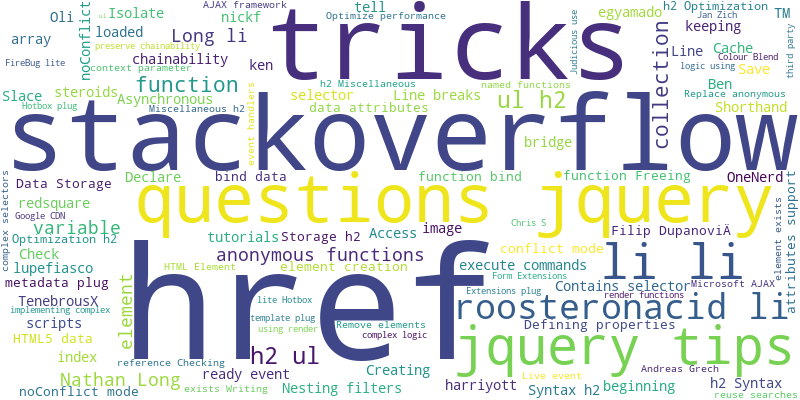 AJAX framework
tell
h2 Optimization
Oli
Isolate
nickf
Optimize performance
egyamado
Jan Zich
TM
array
noConflict
loaded
Long li
tricks
Judicious use
keeping
ui
preserve chainability
chainability
Line
Cache
Colour Blend
third party
FireBug lite
context parameter
ken
collection
logic using
Save
steroids
function
h2 Miscellaneous
named functions
Ben
Slace
Asynchronous
selector
Line breaks
ul h2
Replace anonymous
Hotbox plug
Miscellaneous h2
data attributes
Shorthand
event handlers
stackoverflow
bridge
complex selectors
Data Storage
Declare
bind data
function bind
function Freeing
OneNerd
attributes support
redsquare
questions jquery
Google CDN
variable
tutorials
Storage h2
Access
image
Chris S
Filip DupanoviÄ
element exists
Optimization h2
anonymous functions
conflict mode
Check
lupefiasco
HTML Element
element creation
execute commands
li li
href
Form Extensions
Contains selector
Microsoft AJAX
metadata plug
element
Extensions plug
render functions
TenebrousX
lite Hotbox
roosteronacid li
implementing complex
scripts
template plug
using render
Remove elements
Defining properties
HTML5 data
complex logic
jquery tips
index
h2 ul
reference Checking
Creating
Andreas Grech
Nathan Long
ready event
Live event
exists Writing
Nesting filters
harriyott
beginning
h2 Syntax
noConflict mode
Syntax h2
reuse searches